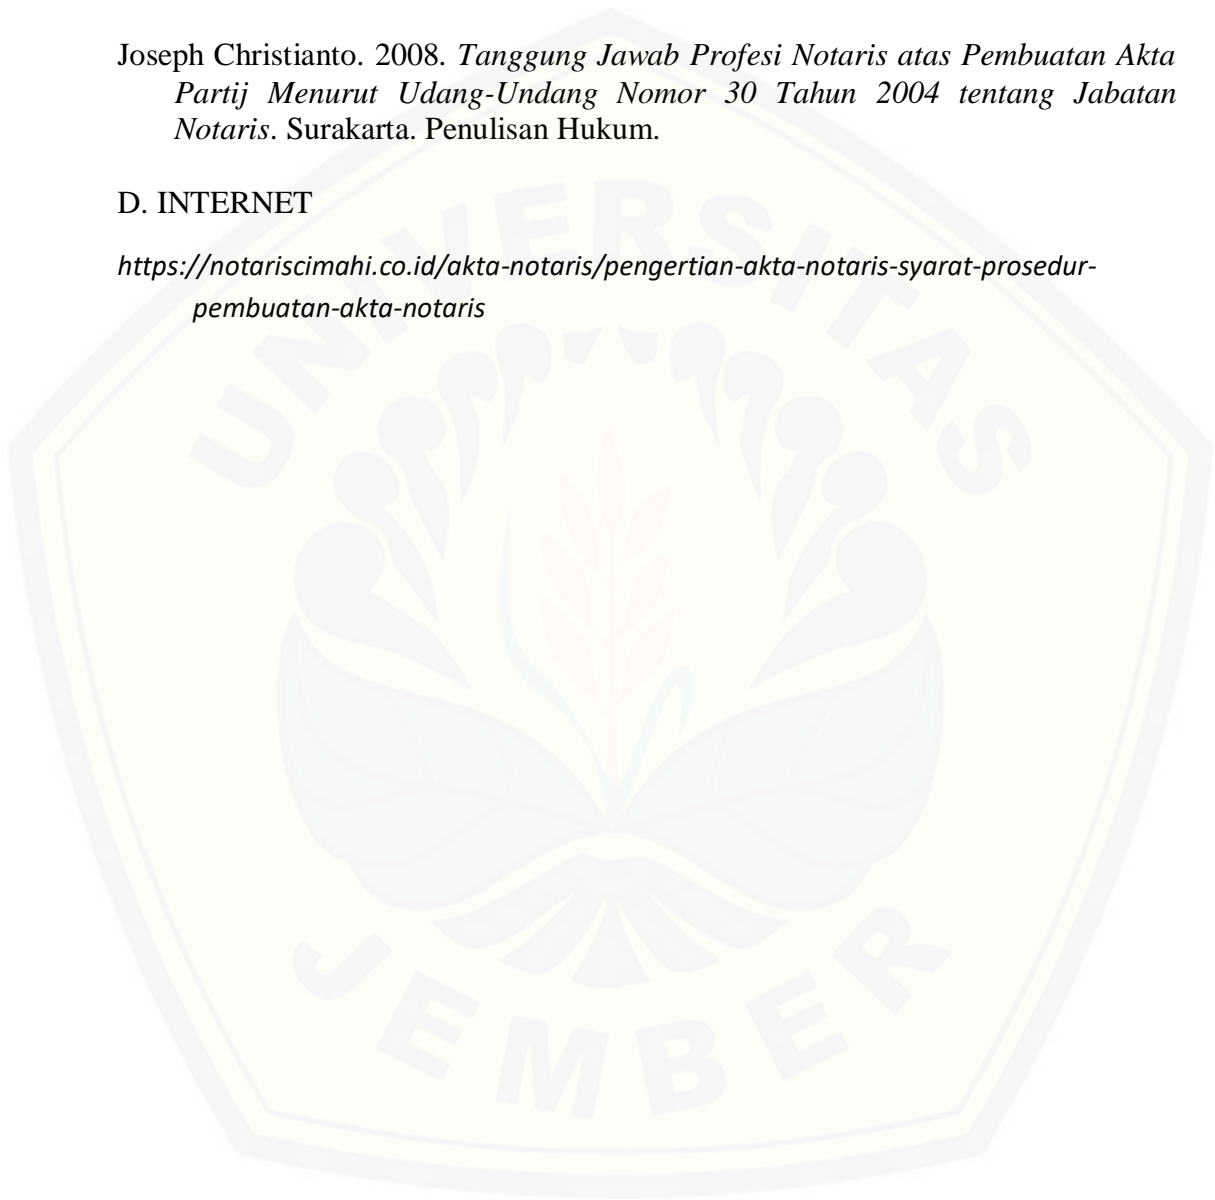 Joseph Christianto. 2008. Tanggung Jawab Profesi Notaris atas Pembuatan Akta
Partij Menurut Udang-Undang Nomor 30 Tahun 2004 tentang Jabatan
Notaris. Surakarta. Penulisan Hukum.
D. INTERNET
https://notariscimahi.co.id/akta-notaris/pengertian-akta-notaris-syarat-prosedur-
pembuatan-akta-notaris
UNIVERSITAS
JEMBER